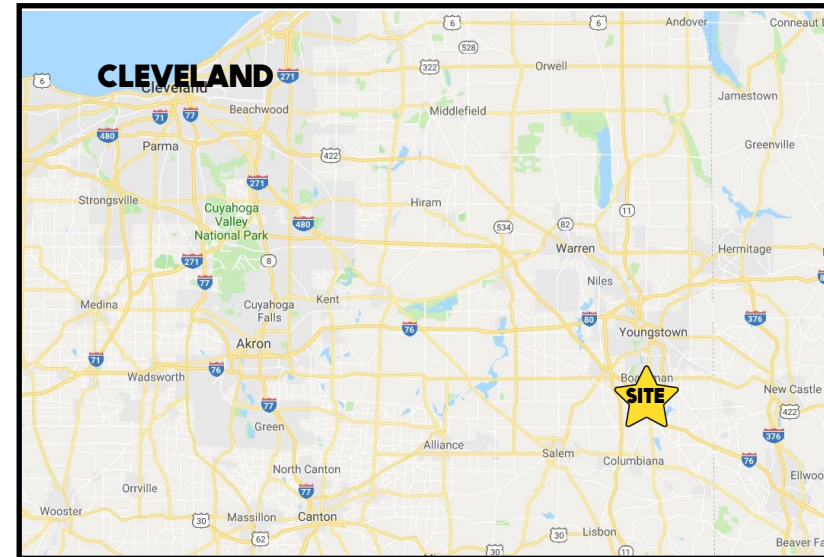 6
6
Andover
Conneaut L
528
322
Orwell
CLEVELAND
Cleveland
271
6
Jamestown
Beachwood
Middlefield
71
77
480
Parma
422
Greenville
271
Strongsville
Hiram
Cuyahoga
Valley
National Park
480
534
82
11
Warren
Hermitage
271
8
77
Niles
Medina
Cuyahoga
Falls
Kent
76
80
376
Youngstown
Akron
71
76
Wadsworth
Boardman
SITE
New Castle
77
422
Green
376
Alliance
Salem
Columbiana
76
North Canton
Ellwoo
Orrville
77
Wooster
30
Massillon
Canton
62
30
30
Lisbon
11
Beaver Fa